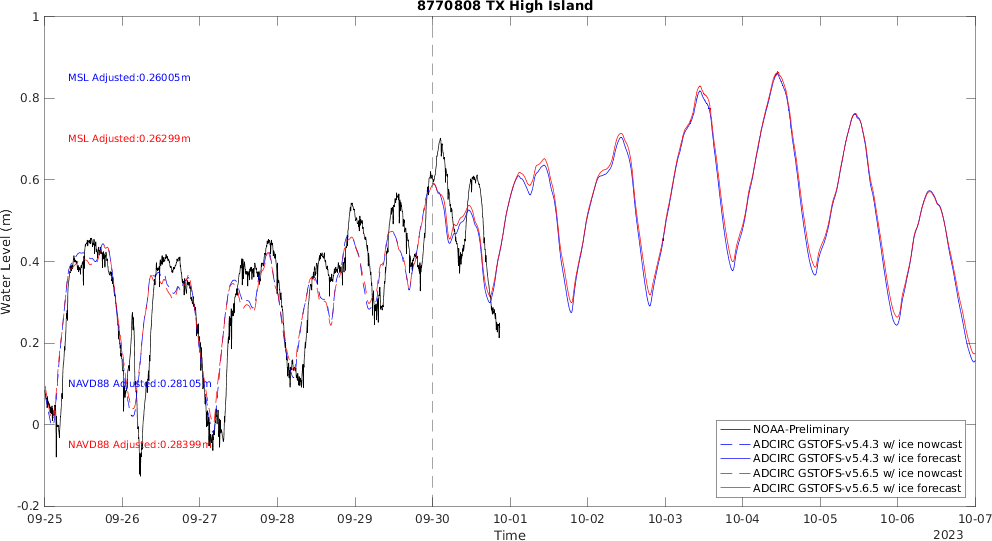 8770808 TX High Island
1
0.8
0.6
0.4
0.2
0
-0.2
Water Level (m)
MSL Adjusted:0.26005m
MSL Adjusted:0.26299m
NAVD88 Adjusted:0.28105m
NAVD88 Adjusted:0.28399m
NOAA-Preliminary
ADCIRC GSTOFS-v5.4.3 w/ ice nowcast
ADCIRC GSTOFS-v5.4.3 w/ ice forecast
ADCIRC GSTOFS-v5.6.5 w/ ice nowcast
ADCIRC GSTOFS-v5.6.5 w/ ice forecast
09-25 09-26 09-27 09-28 09-29 09-30 10-01 10-02 10-03 10-04 10-05 10-06 10-07
Time
2023